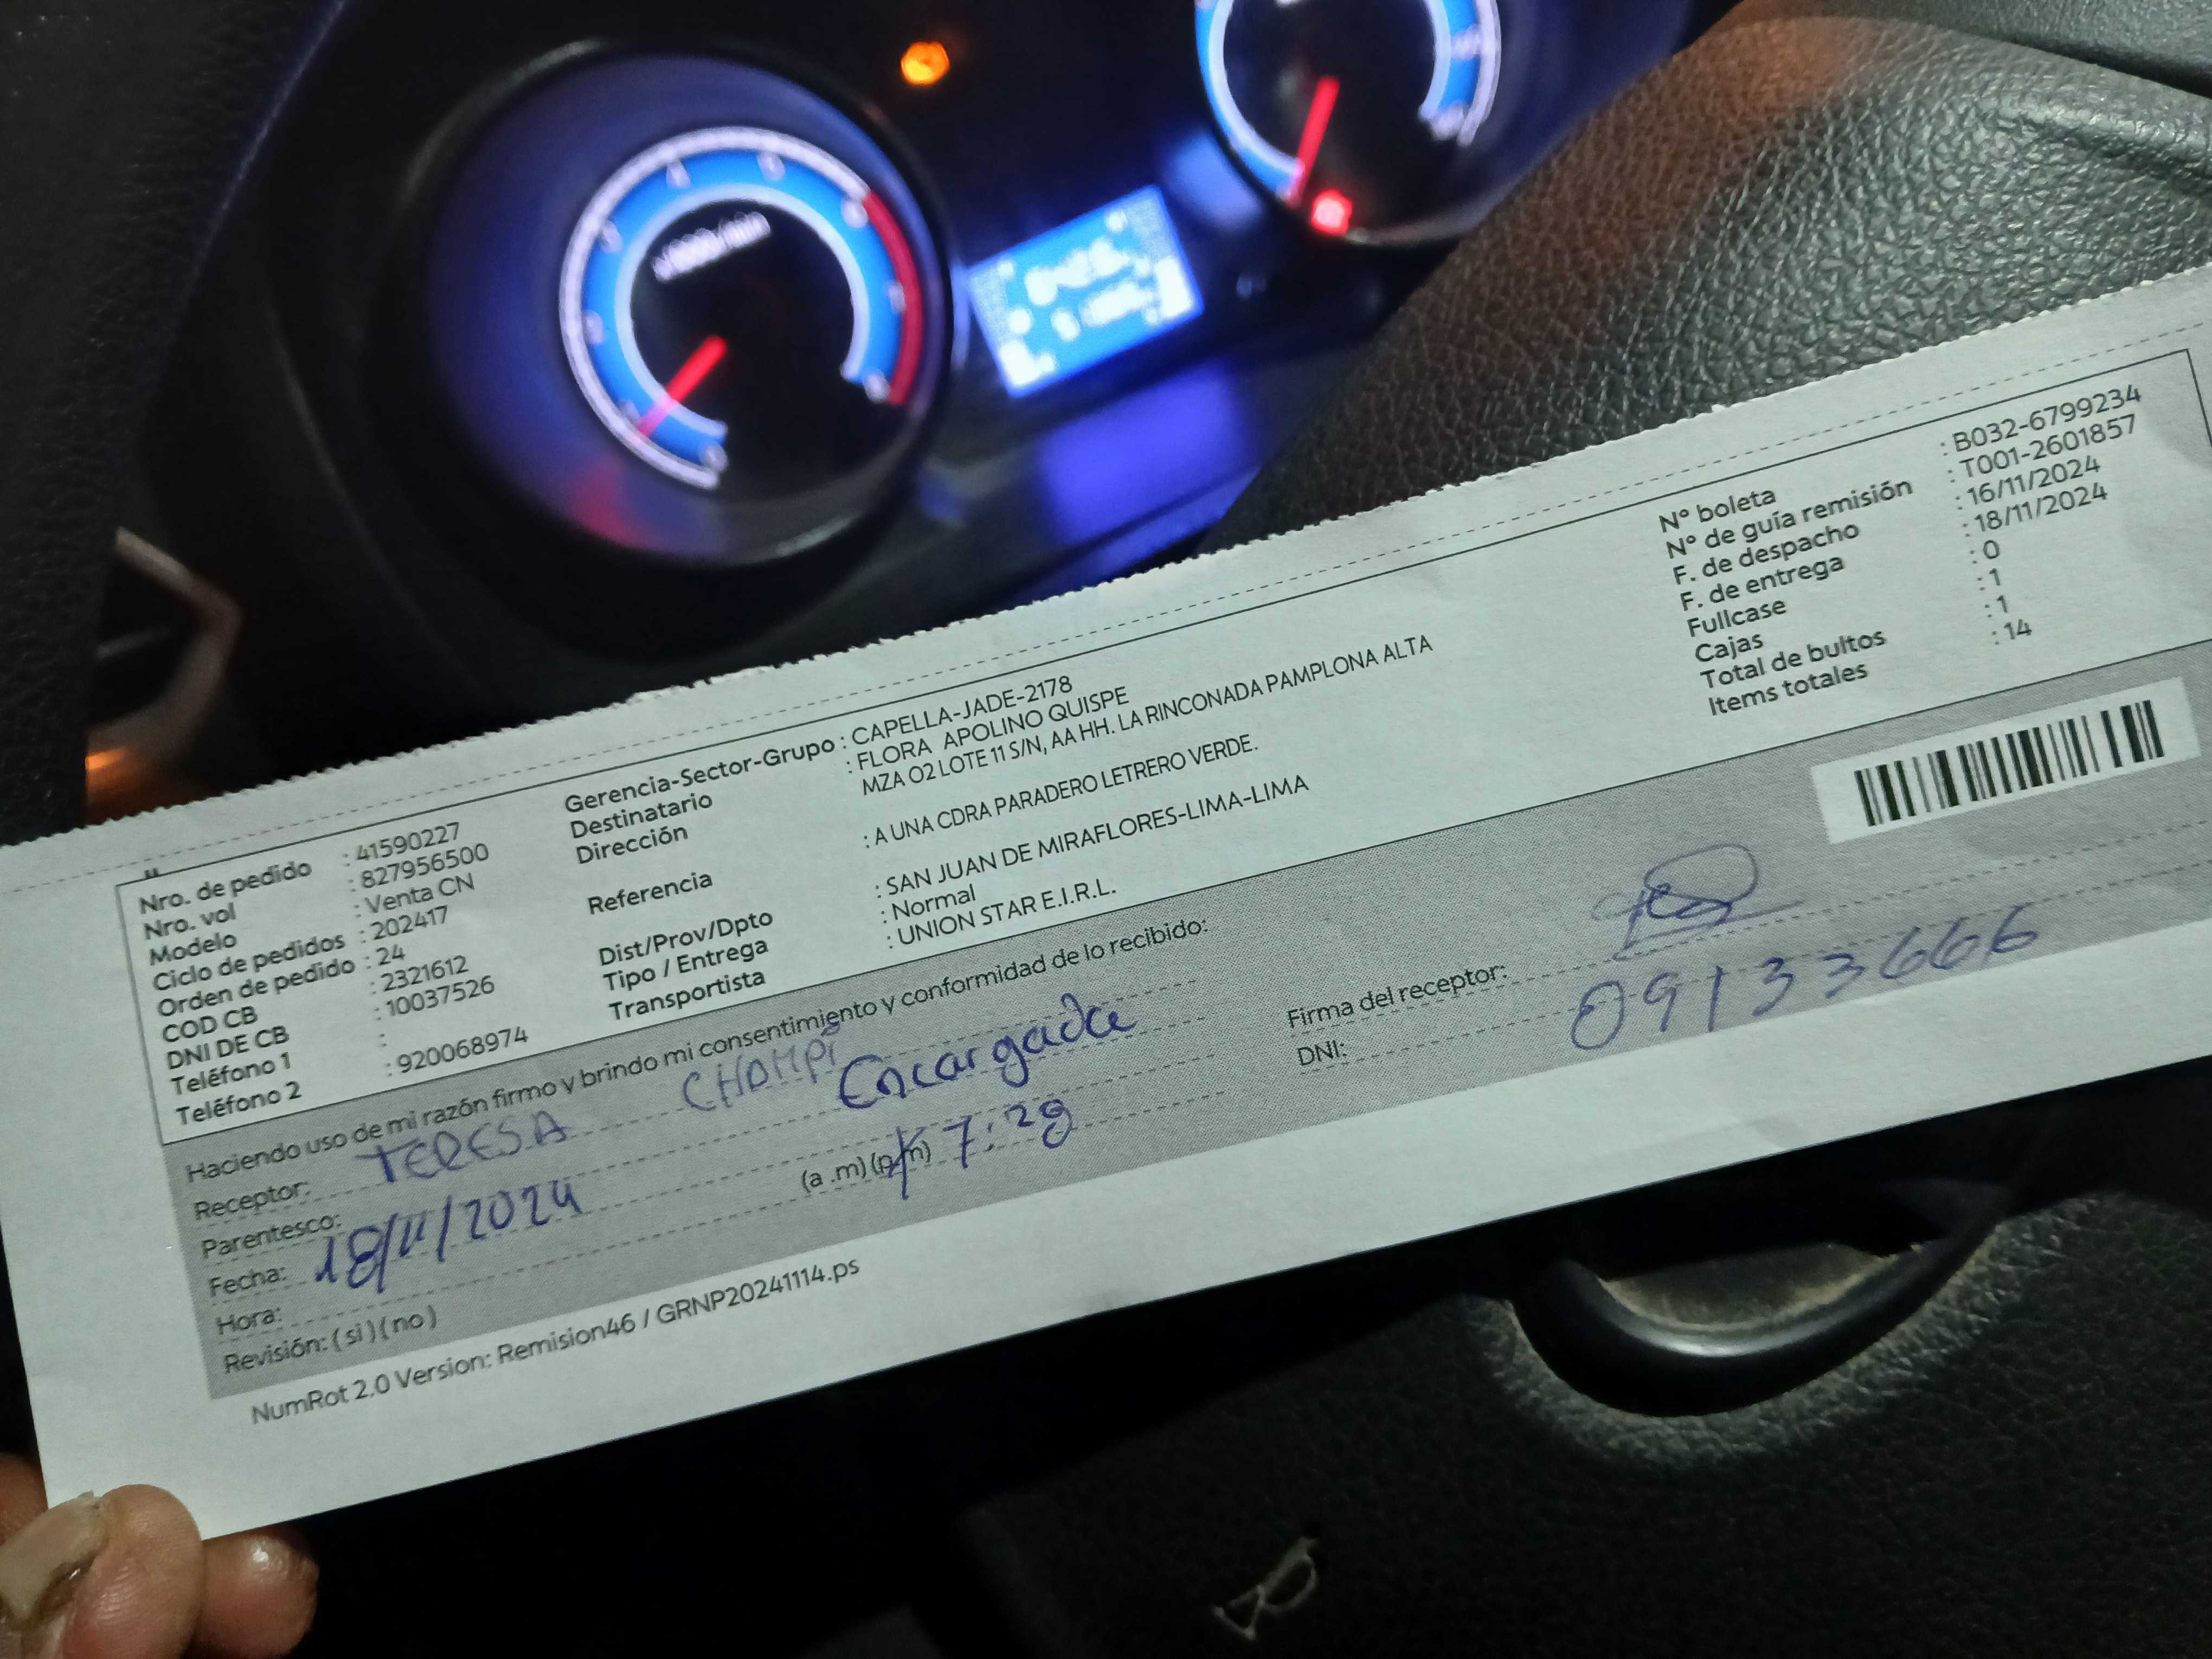 x1000r/min
Nro. de pedido : 41590227
Nro. vol : 827956500
Modelo : Venta CN
Ciclo de pedidos : 202417
Orden de pedido : 24
COD CB : 2321612
DNI DE CB : 10037526
Teléfono 1 :
Teléfono 2 : 920068974
Gerencia-Sector-Grupo : CAPELLA-JADE-2178
Destinatario : FLORA APOLINO QUISPE
Dirección MZA O2 LOTE 11 S/N, AA HH. LA RINCONADA PAMPLONA ALTA
Referencia : A UNA CDRA PARADERO LETRERO VERDE.
Dist/Prov/Dpto : SAN JUAN DE MIRAFLORES-LIMA-LIMA
Tipo / Entrega : Normal
Transportista : UNION STAR E.I.R.L.
N° boleta : B032-6799234
N° de guía remisión : T001-2601857
F. de despacho : 16/11/2024
F. de entrega : 18/11/2024
Fullcase : 0
Cajas : 1
Total de bultos : 1
Items totales : 14
Haciendo uso de mi razón firmo y brindo mi consentimiento y conformidad de lo recibido:
Receptor: TERESA CHAMPI
Parentesco: Encargada
Fecha: 18/11/2024
Hora: (a .m) (p.m) 7:29
Revisión: ( si ) ( no )
Firma del receptor:
DNI: 09133666
NumRot 2.0 Version: Remision46 / GRNP20241114.ps